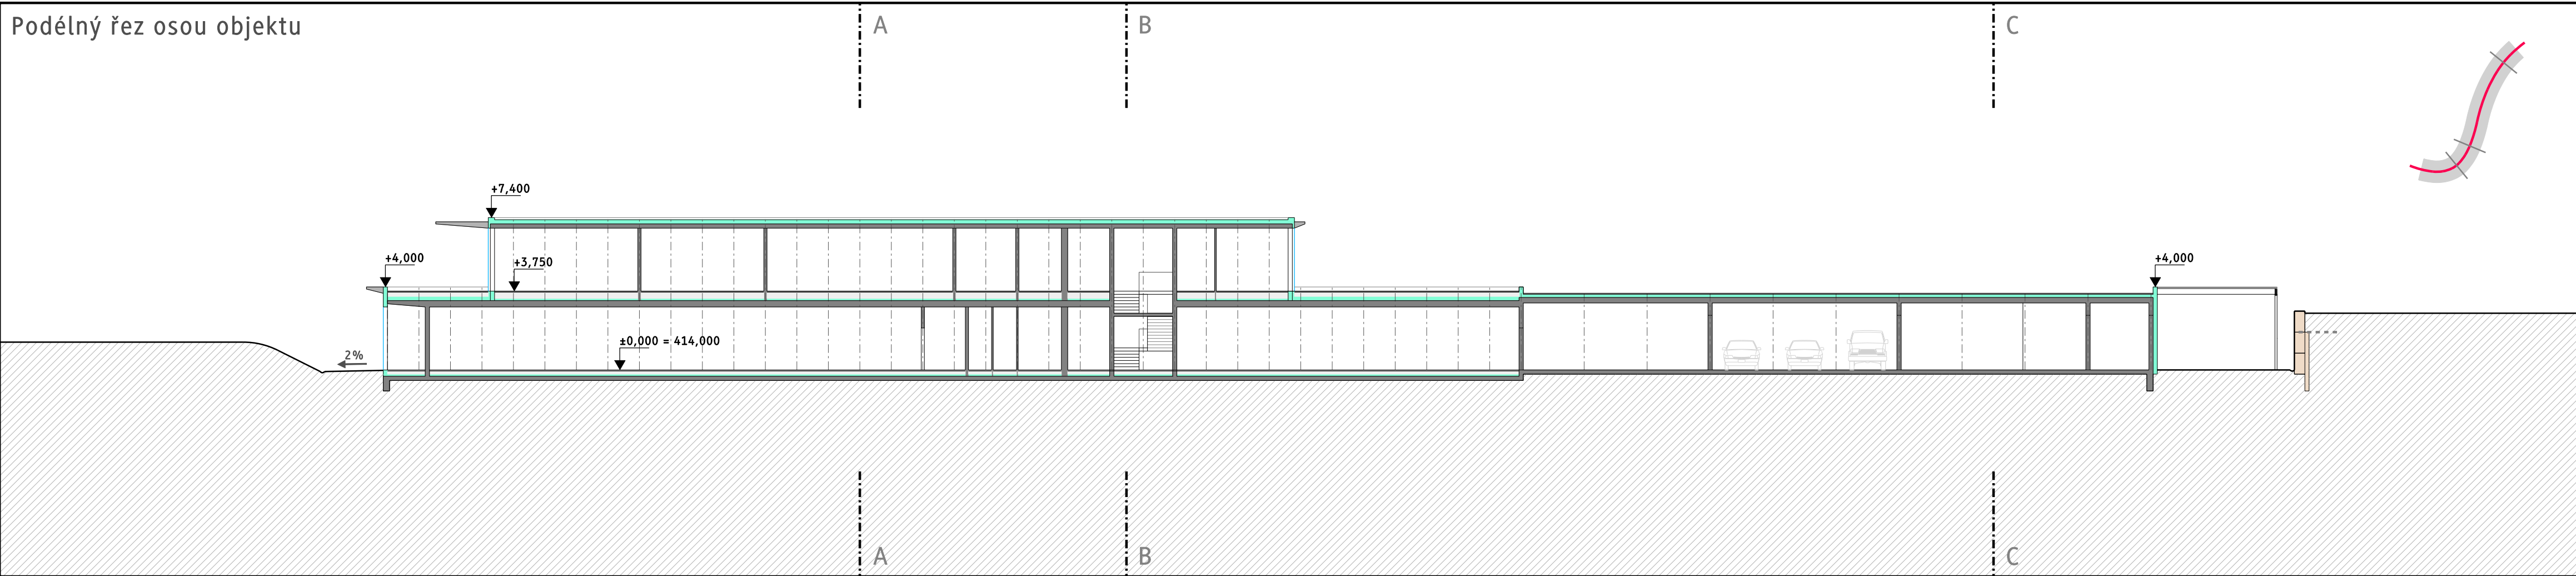 Podélný řez osou objektu
A
B
C
+7,400
+4,000
+3,750
+4,000
±0,000 = 414,000
2%
A
B
C